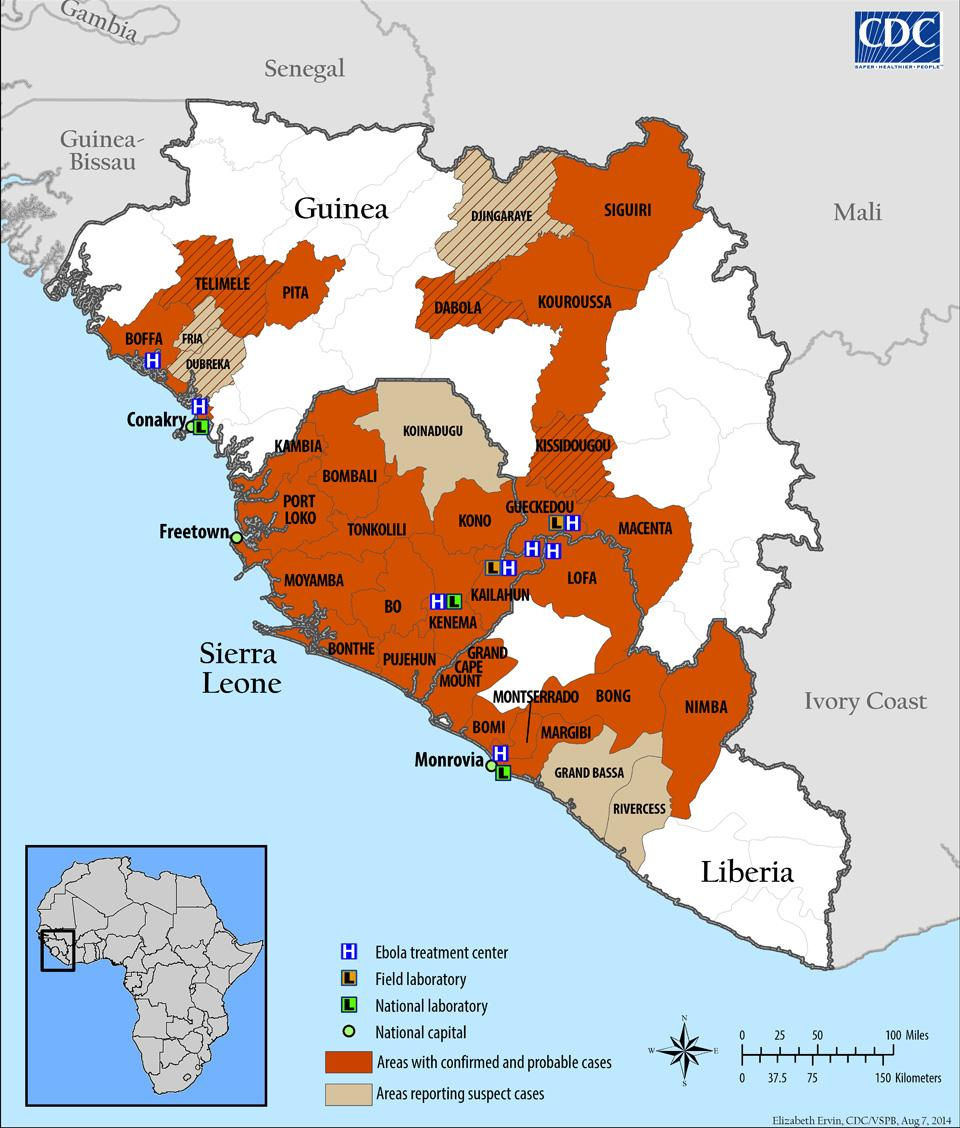 Gambia
Senegal
CDC
SAFER·HEALTHIER·PEOPLE™
Guinea-
Bissau
Guinea
Mali
DJINGARAYE
SIGUIRI
TELIMELE
PITA
DABOLA
KOUROUSSA
BOFFA
FRIA
DUBREKA
H
H
Conakry
L
KOINADUGU
KAMBIA
KISSIDOUGOU
BOMBALI
PORT
LOKO
KONO
GUECKEDOU
L H
MACENTA
TONKOLILI
Freetown
H H
L H
LOFA
MOYAMBA
KAILAHUN
BO
H L
KENEMA
Sierra
Leone
BONTHE
PUJEHUN
GRAND
CAPE
MOUNT
MONTSERRADO
BONG
NIMBA
Ivory Coast
BOMI
MARGIBI
H
Monrovia
L
GRAND BASSA
RIVERCESS
Liberia
H Ebola treatment center
L Field laboratory
L National laboratory
National capital
Areas with confirmed and probable cases
Areas reporting suspect cases
N
W E
S
0 25 50 100 Miles
0 37.5 75 150 Kilometers
Elizabeth Ervin, CDC/VSPB, Aug 7, 2014